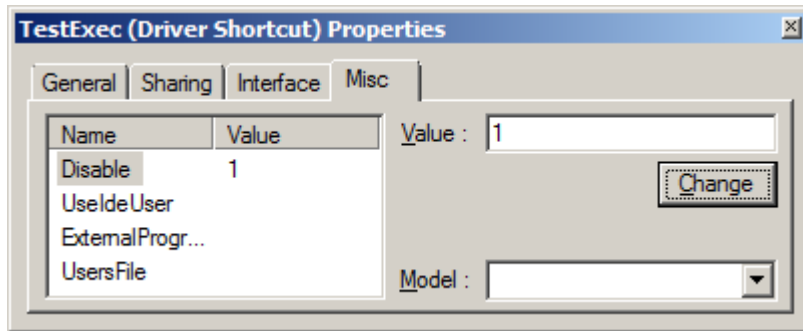 TestExec (Driver Shortcut) Properties
General Sharing Interface Misc
Name Value
Disable 1
UseIdeUser
ExternalProgr...
UsersFile
Value : 1
Change
Model :